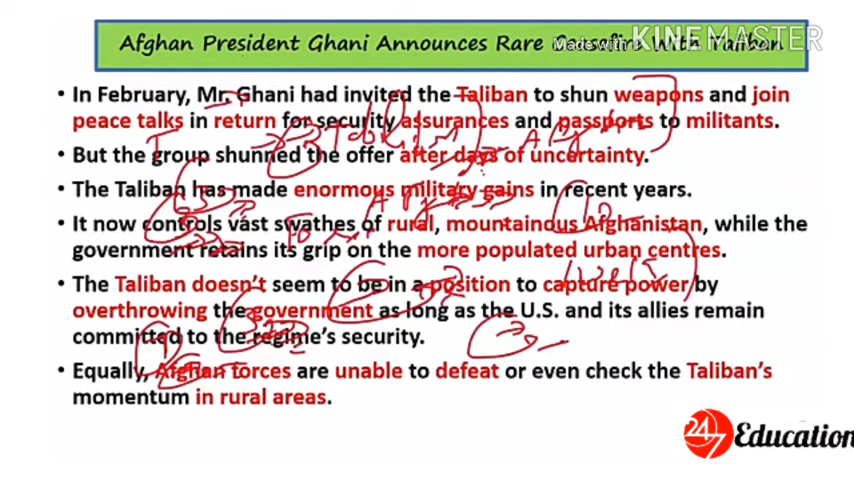 Afghan President Ghani Announces Rare Ceasefire With Taliban
Made with KINEMASTER
• In February, Mr. Ghani had invited the Taliban to shun weapons and join
peace talks in return for security assurances and passports to militants.
• But the group shunned the offer after days of uncertainty.
• The Taliban has made enormous military gains in recent years.
• It now controls vast swathes of rural, mountainous Afghanistan, while the
government retains its grip on the more populated urban centres.
• The Taliban doesn't seem to be in a position to capture power by
overthrowing the government as long as the U.S. and its allies remain
committed to the regime's security.
• Equally, Afghan forces are unable to defeat or even check the Taliban's
momentum in rural areas.
24/7 Education